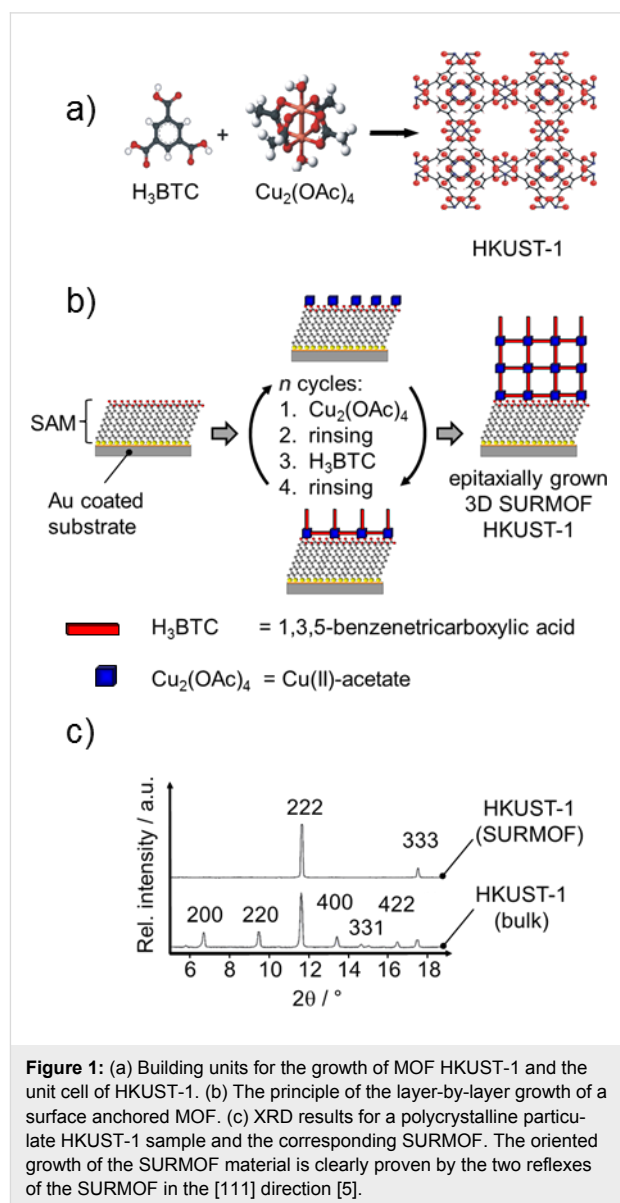 a)
+
H₃BTC
Cu₂(OAc)₄
HKUST-1
b)
SAM
Au coated
substrate
n cycles:
1. Cu₂(OAc)₄
2. rinsing
3. H₃BTC
4. rinsing
epitaxially grown
3D SURMOF
HKUST-1
H₃BTC = 1,3,5-benzenetricarboxylic acid
Cu₂(OAc)₄ = Cu(II)-acetate
c)
Rel. intensity / a.u.
222
333
HKUST-1
(SURMOF)
200
220
400
331
422
HKUST-1
(bulk)
6 8 10 12 14 16 18
2θ / °
Figure 1: (a) Building units for the growth of MOF HKUST-1 and the
unit cell of HKUST-1. (b) The principle of the layer-by-layer growth of a
surface anchored MOF. (c) XRD results for a polycrystalline particu-
late HKUST-1 sample and the corresponding SURMOF. The oriented
growth of the SURMOF material is clearly proven by the two reflexes
of the SURMOF in the [111] direction [5].